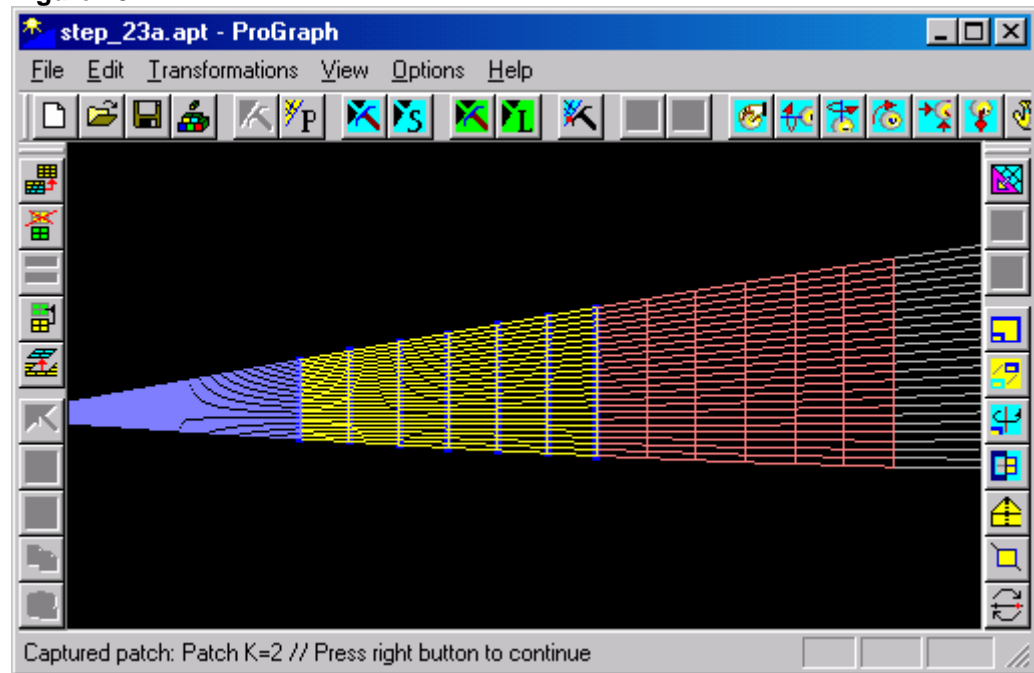 step_23a.apt - ProGraph
File Edit Transformations View Options Help
P S L
Captured patch: Patch K=2 // Press right button to continue